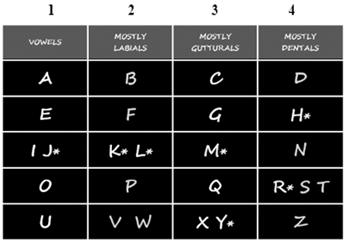 1 2 3 4
VOWELS MOSTLY LABIALS MOSTLY GUTTURALS MOSTLY DENTALS
A B C D
E F G H*
I J* K* L* M* N
O P Q R* S T
U V W X Y* Z